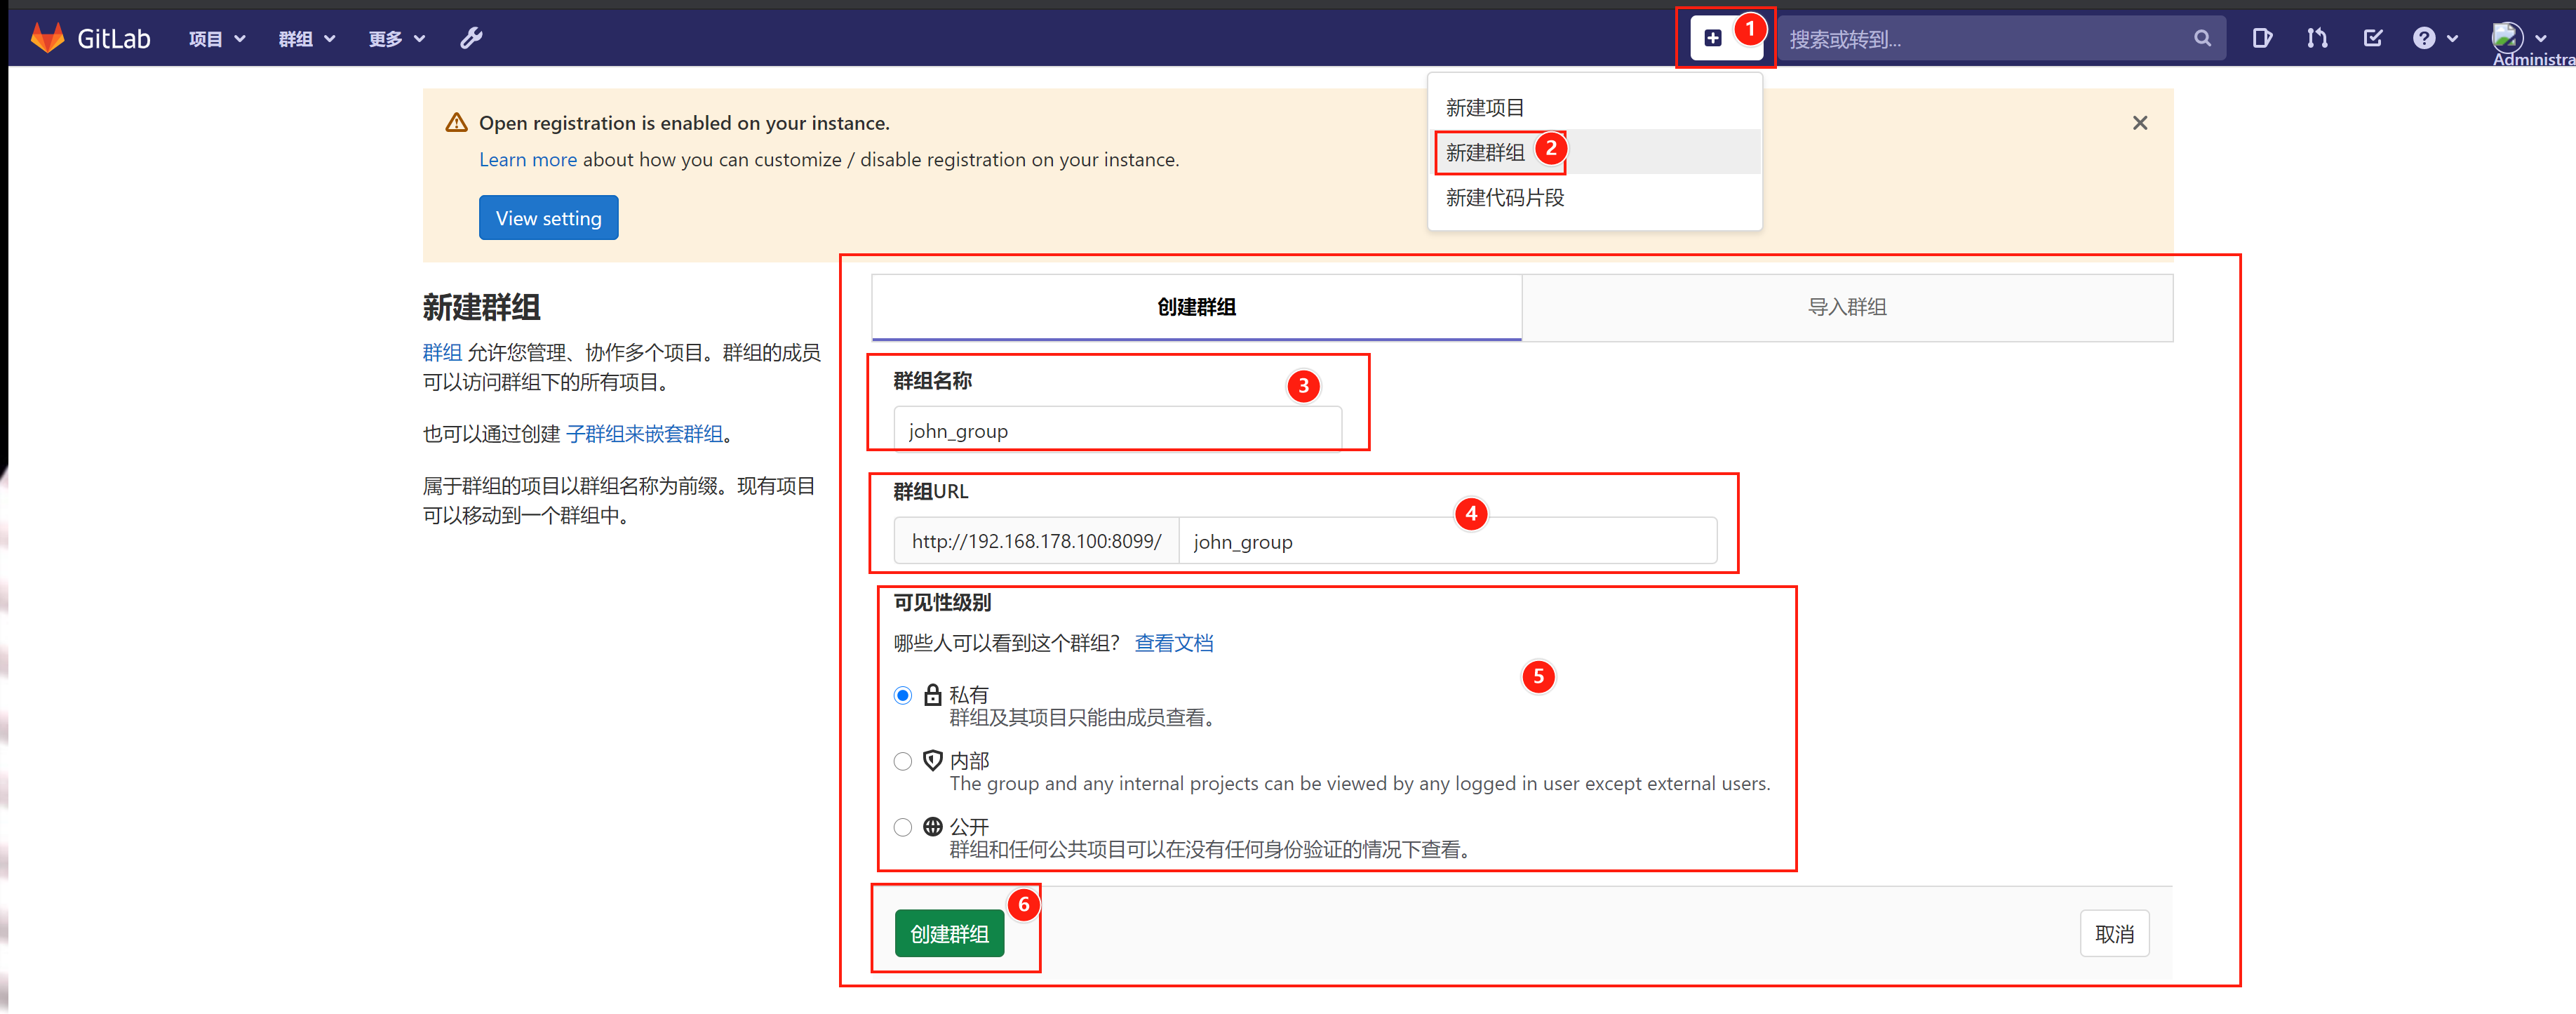 GitLab 项目 群组 更多 1 搜索或转到... Administra
新建项目
新建群组 2
新建代码片段
Open registration is enabled on your instance.
Learn more about how you can customize / disable registration on your instance.
View setting
新建群组
群组 允许您管理、协作多个项目。群组的成员
可以访问群组下的所有项目。
也可以通过创建 子群组来嵌套群组。
属于群组的项目以群组名称为前缀。现有项目
可以移动到一个群组中。
创建群组 导入群组
群组名称 3
john_group
群组URL 4
http://192.168.178.100:8099/ john_group
可见性级别
哪些人可以看到这个群组? 查看文档
5
私有
群组及其项目只能由成员查看。
内部
The group and any internal projects can be viewed by any logged in user except external users.
公开
群组和任何公共项目可以在没有任何身份验证的情况下查看。
6
创建群组 取消